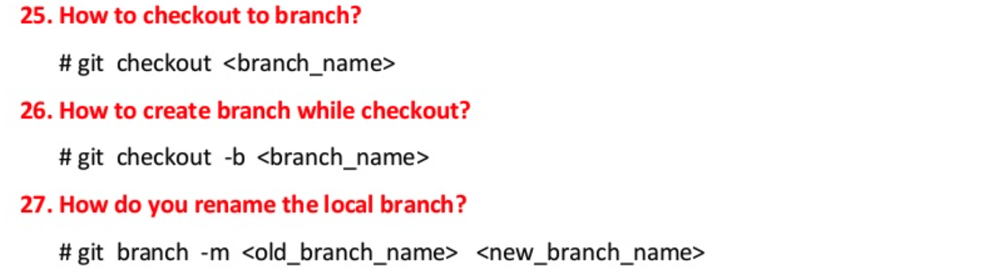 25. How to checkout to branch?
# git checkout <branch_name>
26. How to create branch while checkout?
# git checkout -b <branch_name>
27. How do you rename the local branch?
# git branch -m <old_branch_name> <new_branch_name>